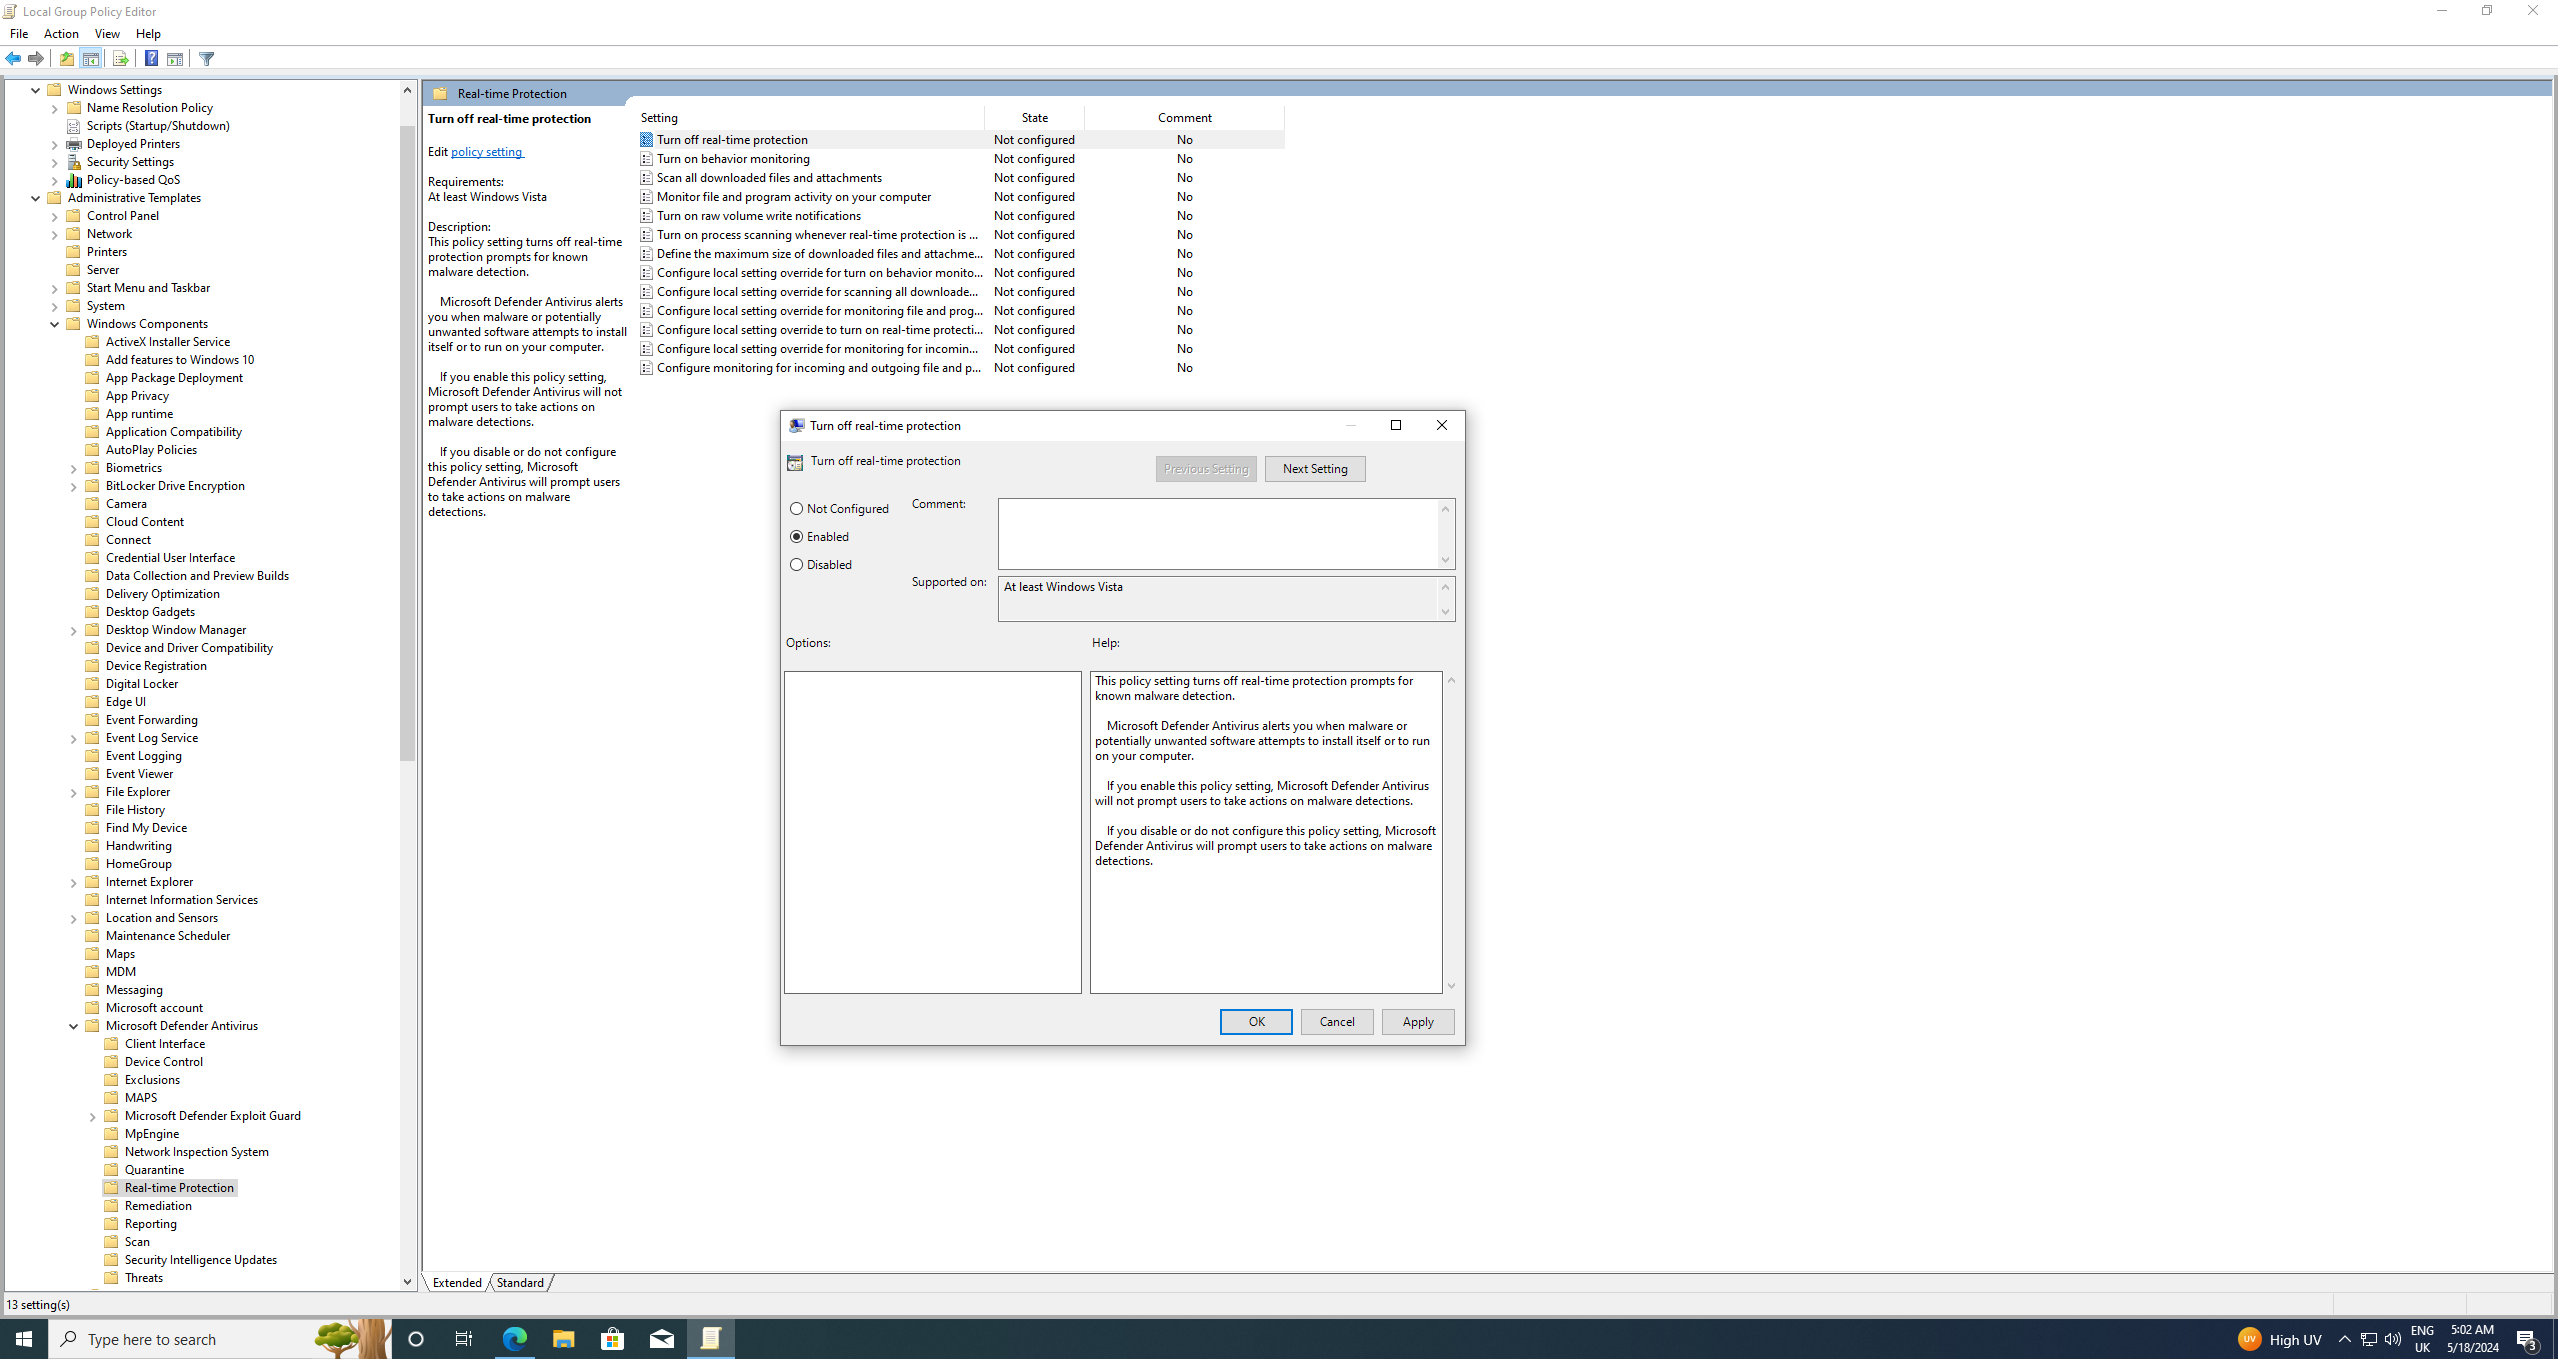 Local Group Policy Editor
File Action View Help
Windows Settings
Name Resolution Policy
Scripts (Startup/Shutdown)
Deployed Printers
Security Settings
Policy-based QoS
Administrative Templates
Control Panel
Network
Printers
Server
Start Menu and Taskbar
System
Windows Components
ActiveX Installer Service
Add features to Windows 10
App Package Deployment
App Privacy
App runtime
Application Compatibility
AutoPlay Policies
Biometrics
BitLocker Drive Encryption
Camera
Cloud Content
Connect
Credential User Interface
Data Collection and Preview Builds
Delivery Optimization
Desktop Gadgets
Desktop Window Manager
Device and Driver Compatibility
Device Registration
Digital Locker
Edge UI
Event Forwarding
Event Log Service
Event Logging
Event Viewer
File Explorer
File History
Find My Device
Handwriting
HomeGroup
Internet Explorer
Internet Information Services
Location and Sensors
Maintenance Scheduler
Maps
MDM
Messaging
Microsoft account
Microsoft Defender Antivirus
Client Interface
Device Control
Exclusions
MAPS
Microsoft Defender Exploit Guard
MpEngine
Network Inspection System
Quarantine
Real-time Protection
Remediation
Reporting
Scan
Security Intelligence Updates
Threats
Real-time Protection
Turn off real-time protection
Edit policy setting
Requirements:
At least Windows Vista
Description:
This policy setting turns off real-time
protection prompts for known
malware detection.
Microsoft Defender Antivirus alerts
you when malware or potentially
unwanted software attempts to install
itself or to run on your computer.
If you enable this policy setting,
Microsoft Defender Antivirus will not
prompt users to take actions on
malware detections.
If you disable or do not configure
this policy setting, Microsoft
Defender Antivirus will prompt users
to take actions on malware
detections.
Setting State Comment
Turn off real-time protection Not configured No
Turn on behavior monitoring Not configured No
Scan all downloaded files and attachments Not configured No
Monitor file and program activity on your computer Not configured No
Turn on raw volume write notifications Not configured No
Turn on process scanning whenever real-time protection is ... Not configured No
Define the maximum size of downloaded files and attachme... Not configured No
Configure local setting override for turn on behavior monito... Not configured No
Configure local setting override for scanning all downloade... Not configured No
Configure local setting override for monitoring file and prog... Not configured No
Configure local setting override to turn on real-time protecti... Not configured No
Configure local setting override for monitoring for incomin... Not configured No
Configure monitoring for incoming and outgoing file and p... Not configured No
Turn off real-time protection
Turn off real-time protection
Previous Setting Next Setting
Not Configured
Enabled
Disabled
Comment:
Supported on: At least Windows Vista
Options: Help:
This policy setting turns off real-time protection prompts for
known malware detection.
Microsoft Defender Antivirus alerts you when malware or
potentially unwanted software attempts to install itself or to run
on your computer.
If you enable this policy setting, Microsoft Defender Antivirus
will not prompt users to take actions on malware detections.
If you disable or do not configure this policy setting, Microsoft
Defender Antivirus will prompt users to take actions on malware
detections.
OK Cancel Apply
Extended Standard
13 setting(s)
Type here to search
UV High UV
ENG
UK
5:02 AM
5/18/2024
3